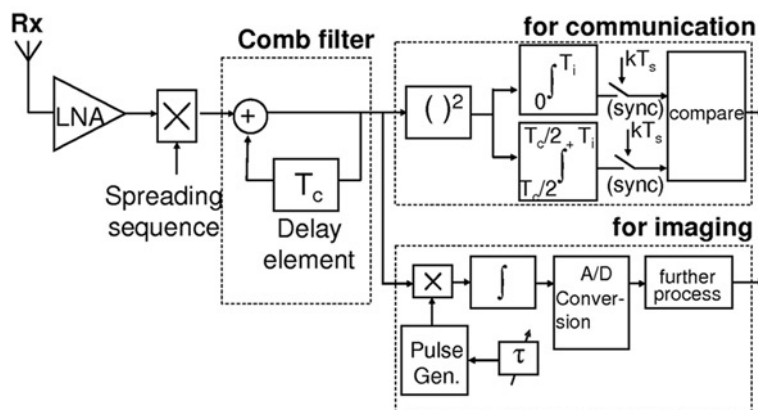 Rx
LNA
×
Spreading
sequence
Comb filter
+
T_c
Delay
element
for communication
( )²
0∫T_i
kT_s
(sync)
T_c/2 + T_i
∫
T_c/2
kT_s
(sync)
compare
for imaging
×
∫
A/D
Conver-
sion
further
process
Pulse
Gen.
τ